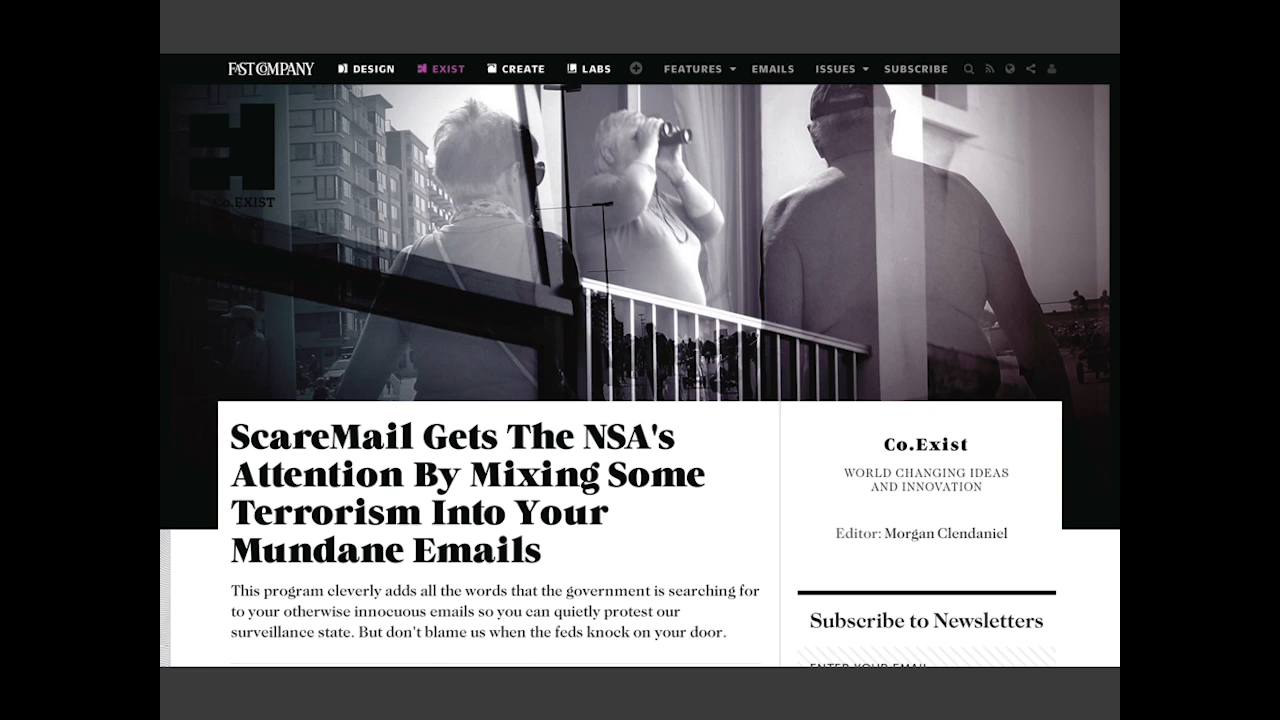 FAST COMPANY DESIGN EXIST CREATE LABS FEATURES EMAILS ISSUES SUBSCRIBE
Co.EXIST
ScareMail Gets The NSA's
Attention By Mixing Some
Terrorism Into Your
Mundane Emails
This program cleverly adds all the words that the government is searching for
to your otherwise innocuous emails so you can quietly protest our
surveillance state. But don't blame us when the feds knock on your door.
Co.Exist
WORLD CHANGING IDEAS
AND INNOVATION
Editor: Morgan Clendaniel
Subscribe to Newsletters
ENTER YOUR EMAIL